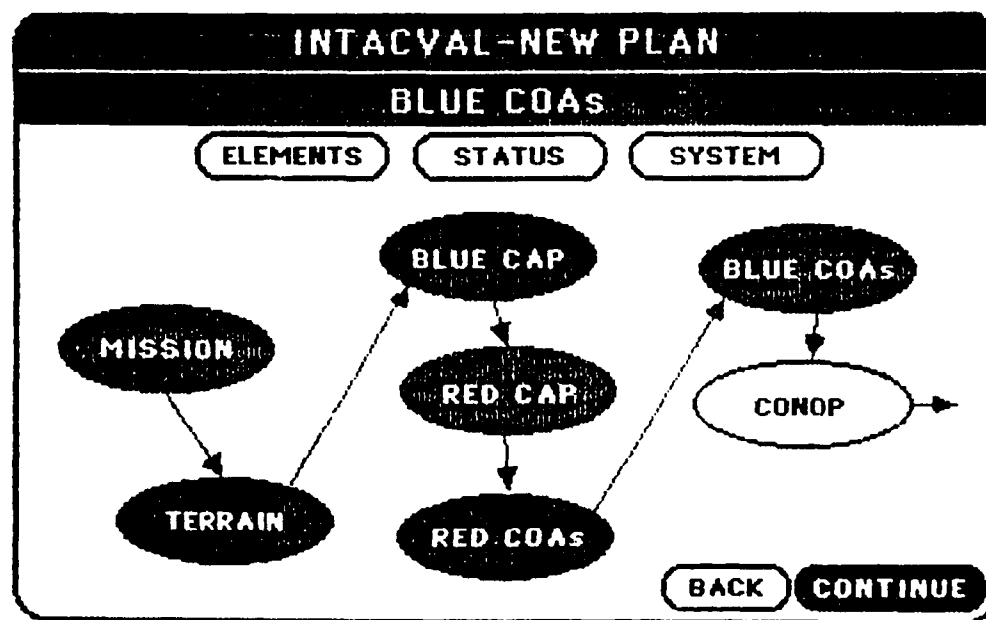 INTACVAL-NEW PLAN
BLUE COAs
ELEMENTS STATUS SYSTEM
BLUE CAP
BLUE COAs
MISSION
RED CAP
CONOP
TERRAIN
RED COAs
BACK CONTINUE